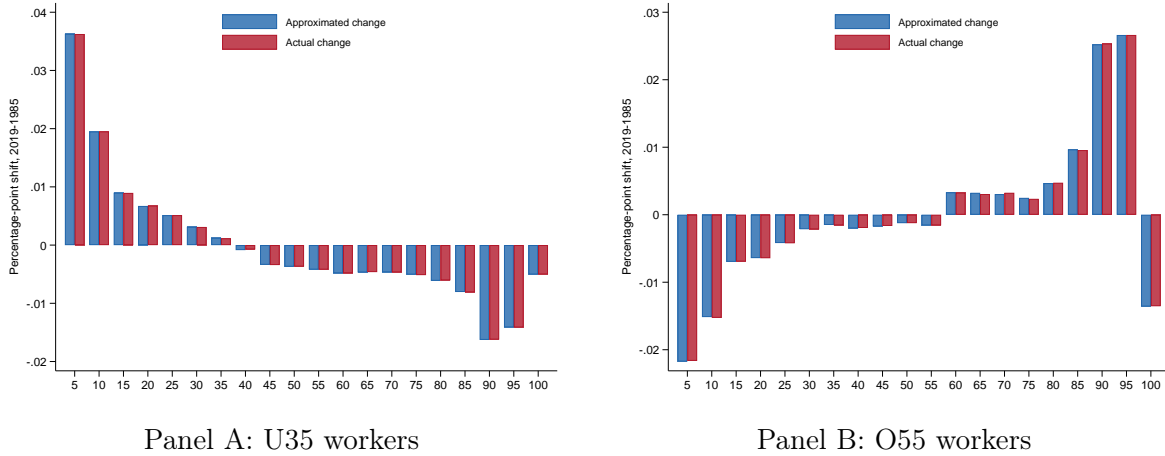 Approximated change
Actual change
Percentage-point shift, 2019-1985
.04
.03
.02
.01
0
-.01
-.02
5 10 15 20 25 30 35 40 45 50 55 60 65 70 75 80 85 90 95 100
Panel A: U35 workers
Approximated change
Actual change
Percentage-point shift, 2019-1985
.03
.02
.01
0
-.01
-.02
5 10 15 20 25 30 35 40 45 50 55 60 65 70 75 80 85 90 95 100
Panel B: O55 workers